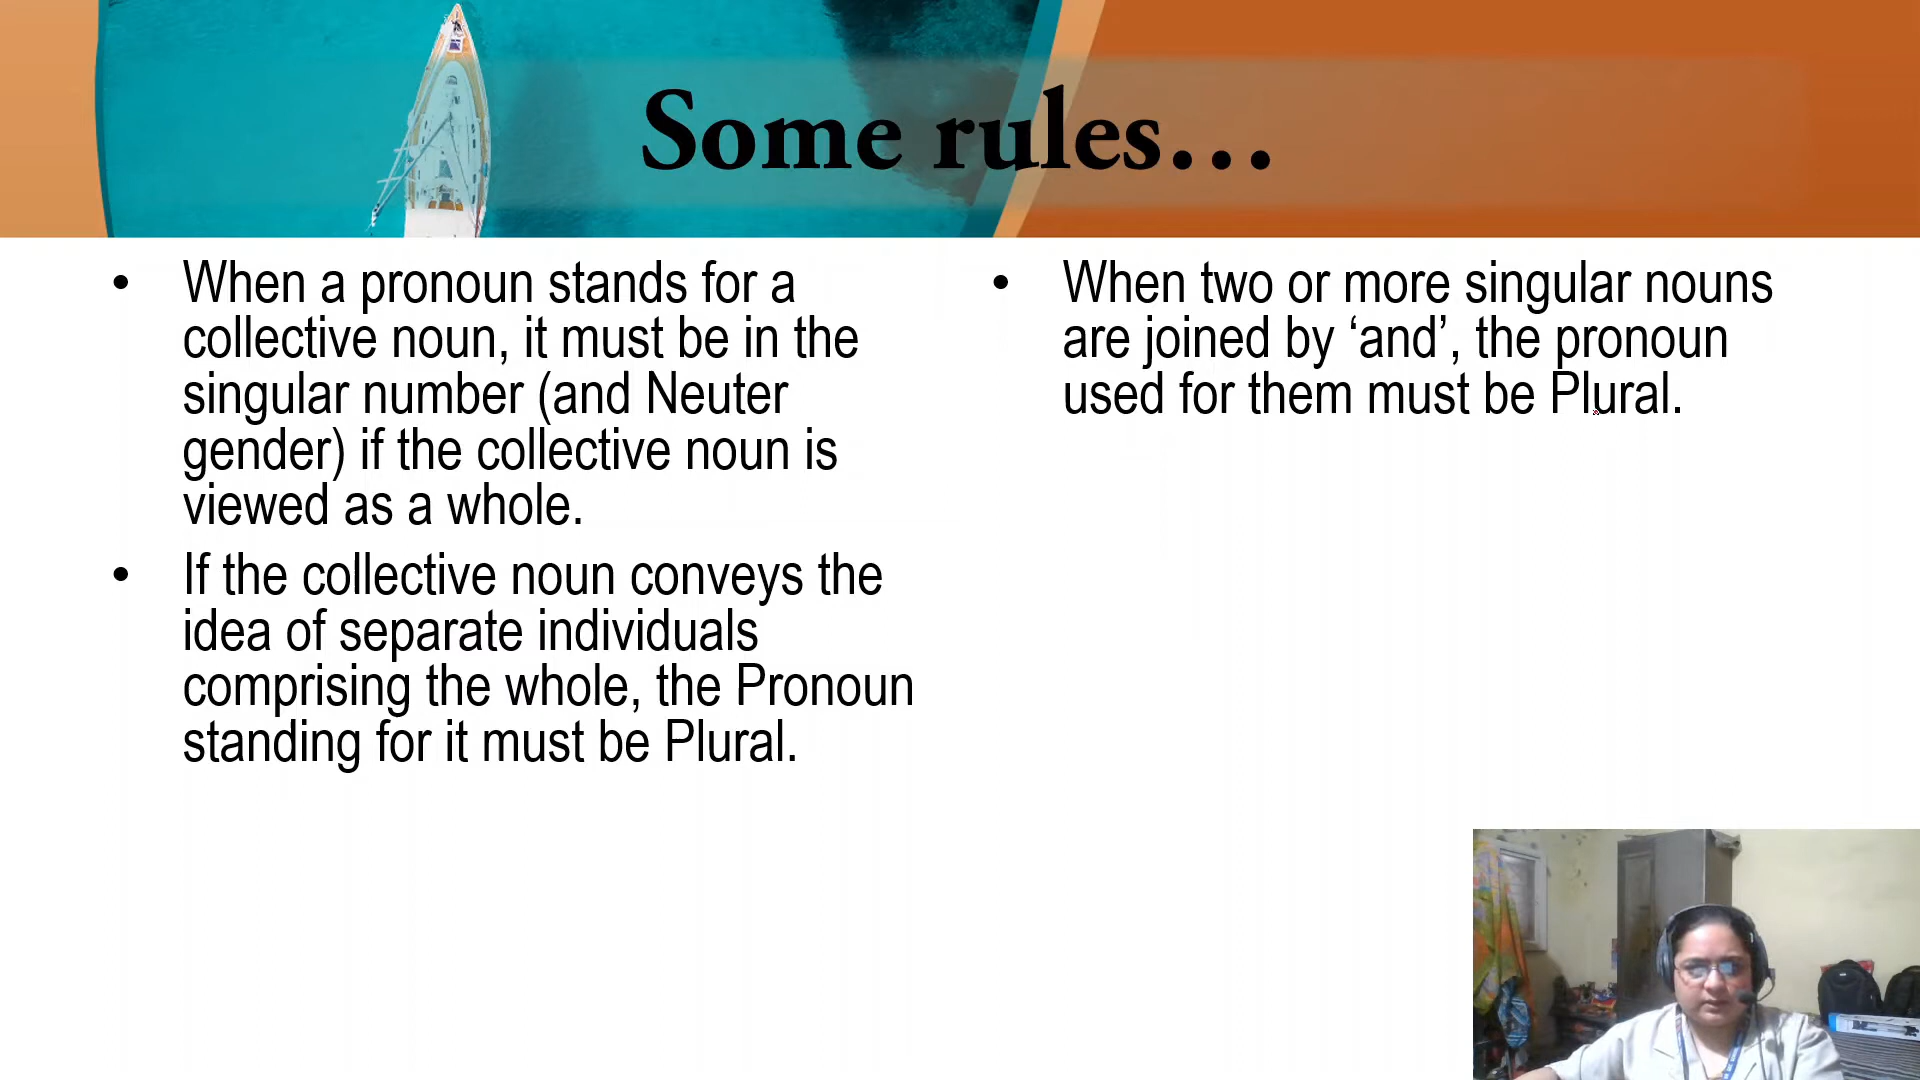 Some rules…
• When a pronoun stands for a
collective noun, it must be in the
singular number (and Neuter
gender) if the collective noun is
viewed as a whole.
• If the collective noun conveys the
idea of separate individuals
comprising the whole, the Pronoun
standing for it must be Plural.
• When two or more singular nouns
are joined by ‘and’, the pronoun
used for them must be Plural.